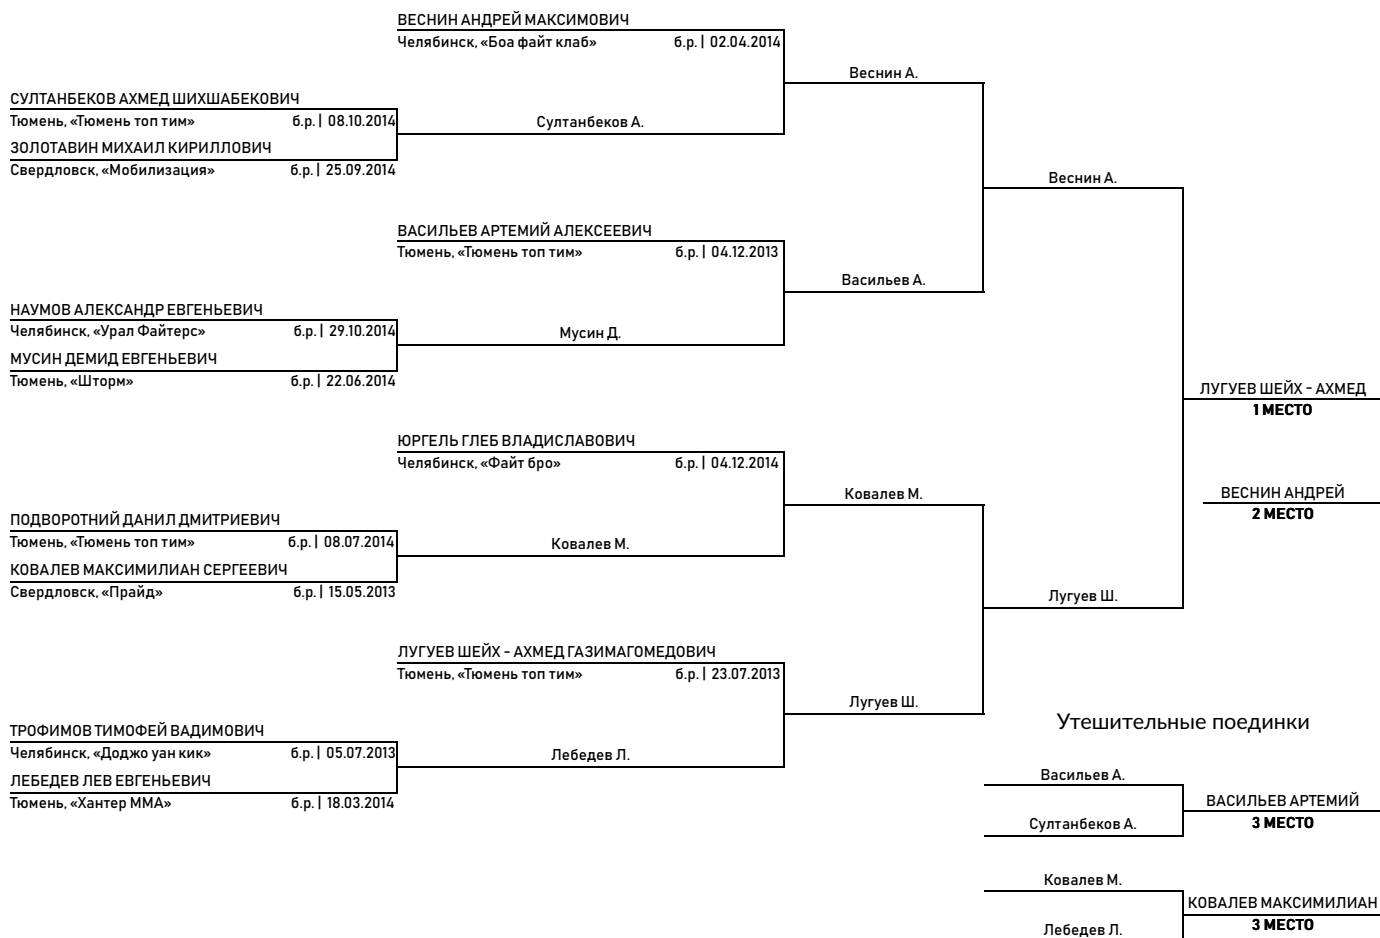 ВЕСНИН АНДРЕЙ МАКСИМОВИЧ
Челябинск, «Боа файт клаб» б.р. | 02.04.2014
Веснин А.
СУЛТАНБЕКОВ АХМЕД ШИХШАБЕКОВИЧ
Тюмень, «Тюмень топ тим» б.р. | 08.10.2014
Султанбеков А.
ЗОЛОТАВИН МИХАИЛ КИРИЛЛОВИЧ
Свердловск, «Мобилизация» б.р. | 25.09.2014
Веснин А.
ВАСИЛЬЕВ АРТЕМИЙ АЛЕКСЕЕВИЧ
Тюмень, «Тюмень топ тим» б.р. | 04.12.2013
Васильев А.
НАУМОВ АЛЕКСАНДР ЕВГЕНЬЕВИЧ
Челябинск, «Урал Файтерс» б.р. | 29.10.2014
Мусин Д.
МУСИН ДЕМИД ЕВГЕНЬЕВИЧ
Тюмень, «Шторм» б.р. | 22.06.2014
ЛУГУЕВ ШЕЙХ - АХМЕД
1 МЕСТО
ЮРГЕЛЬ ГЛЕБ ВЛАДИСЛАВОВИЧ
Челябинск, «Файт бро» б.р. | 04.12.2014
Ковалев М.
ВЕСНИН АНДРЕЙ
2 МЕСТО
ПОДВОРОТНИЙ ДАНИЛ ДМИТРИЕВИЧ
Тюмень, «Тюмень топ тим» б.р. | 08.07.2014
Ковалев М.
КОВАЛЕВ МАКСИМИЛИАН СЕРГЕЕВИЧ
Свердловск, «Прайд» б.р. | 15.05.2013
Лугуев Ш.
ЛУГУЕВ ШЕЙХ - АХМЕД ГАЗИМАГОМЕДОВИЧ
Тюмень, «Тюмень топ тим» б.р. | 23.07.2013
Лугуев Ш.
Утешительные поединки
ТРОФИМОВ ТИМОФЕЙ ВАДИМОВИЧ
Челябинск, «Доджо уан кик» б.р. | 05.07.2013
Лебедев Л.
ЛЕБЕДЕВ ЛЕВ ЕВГЕНЬЕВИЧ
Тюмень, «Хантер ММА» б.р. | 18.03.2014
Васильев А.
ВАСИЛЬЕВ АРТЕМИЙ
3 МЕСТО
Султанбеков А.
Ковалев М.
КОВАЛЕВ МАКСИМИЛИАН
3 МЕСТО
Лебедев Л.